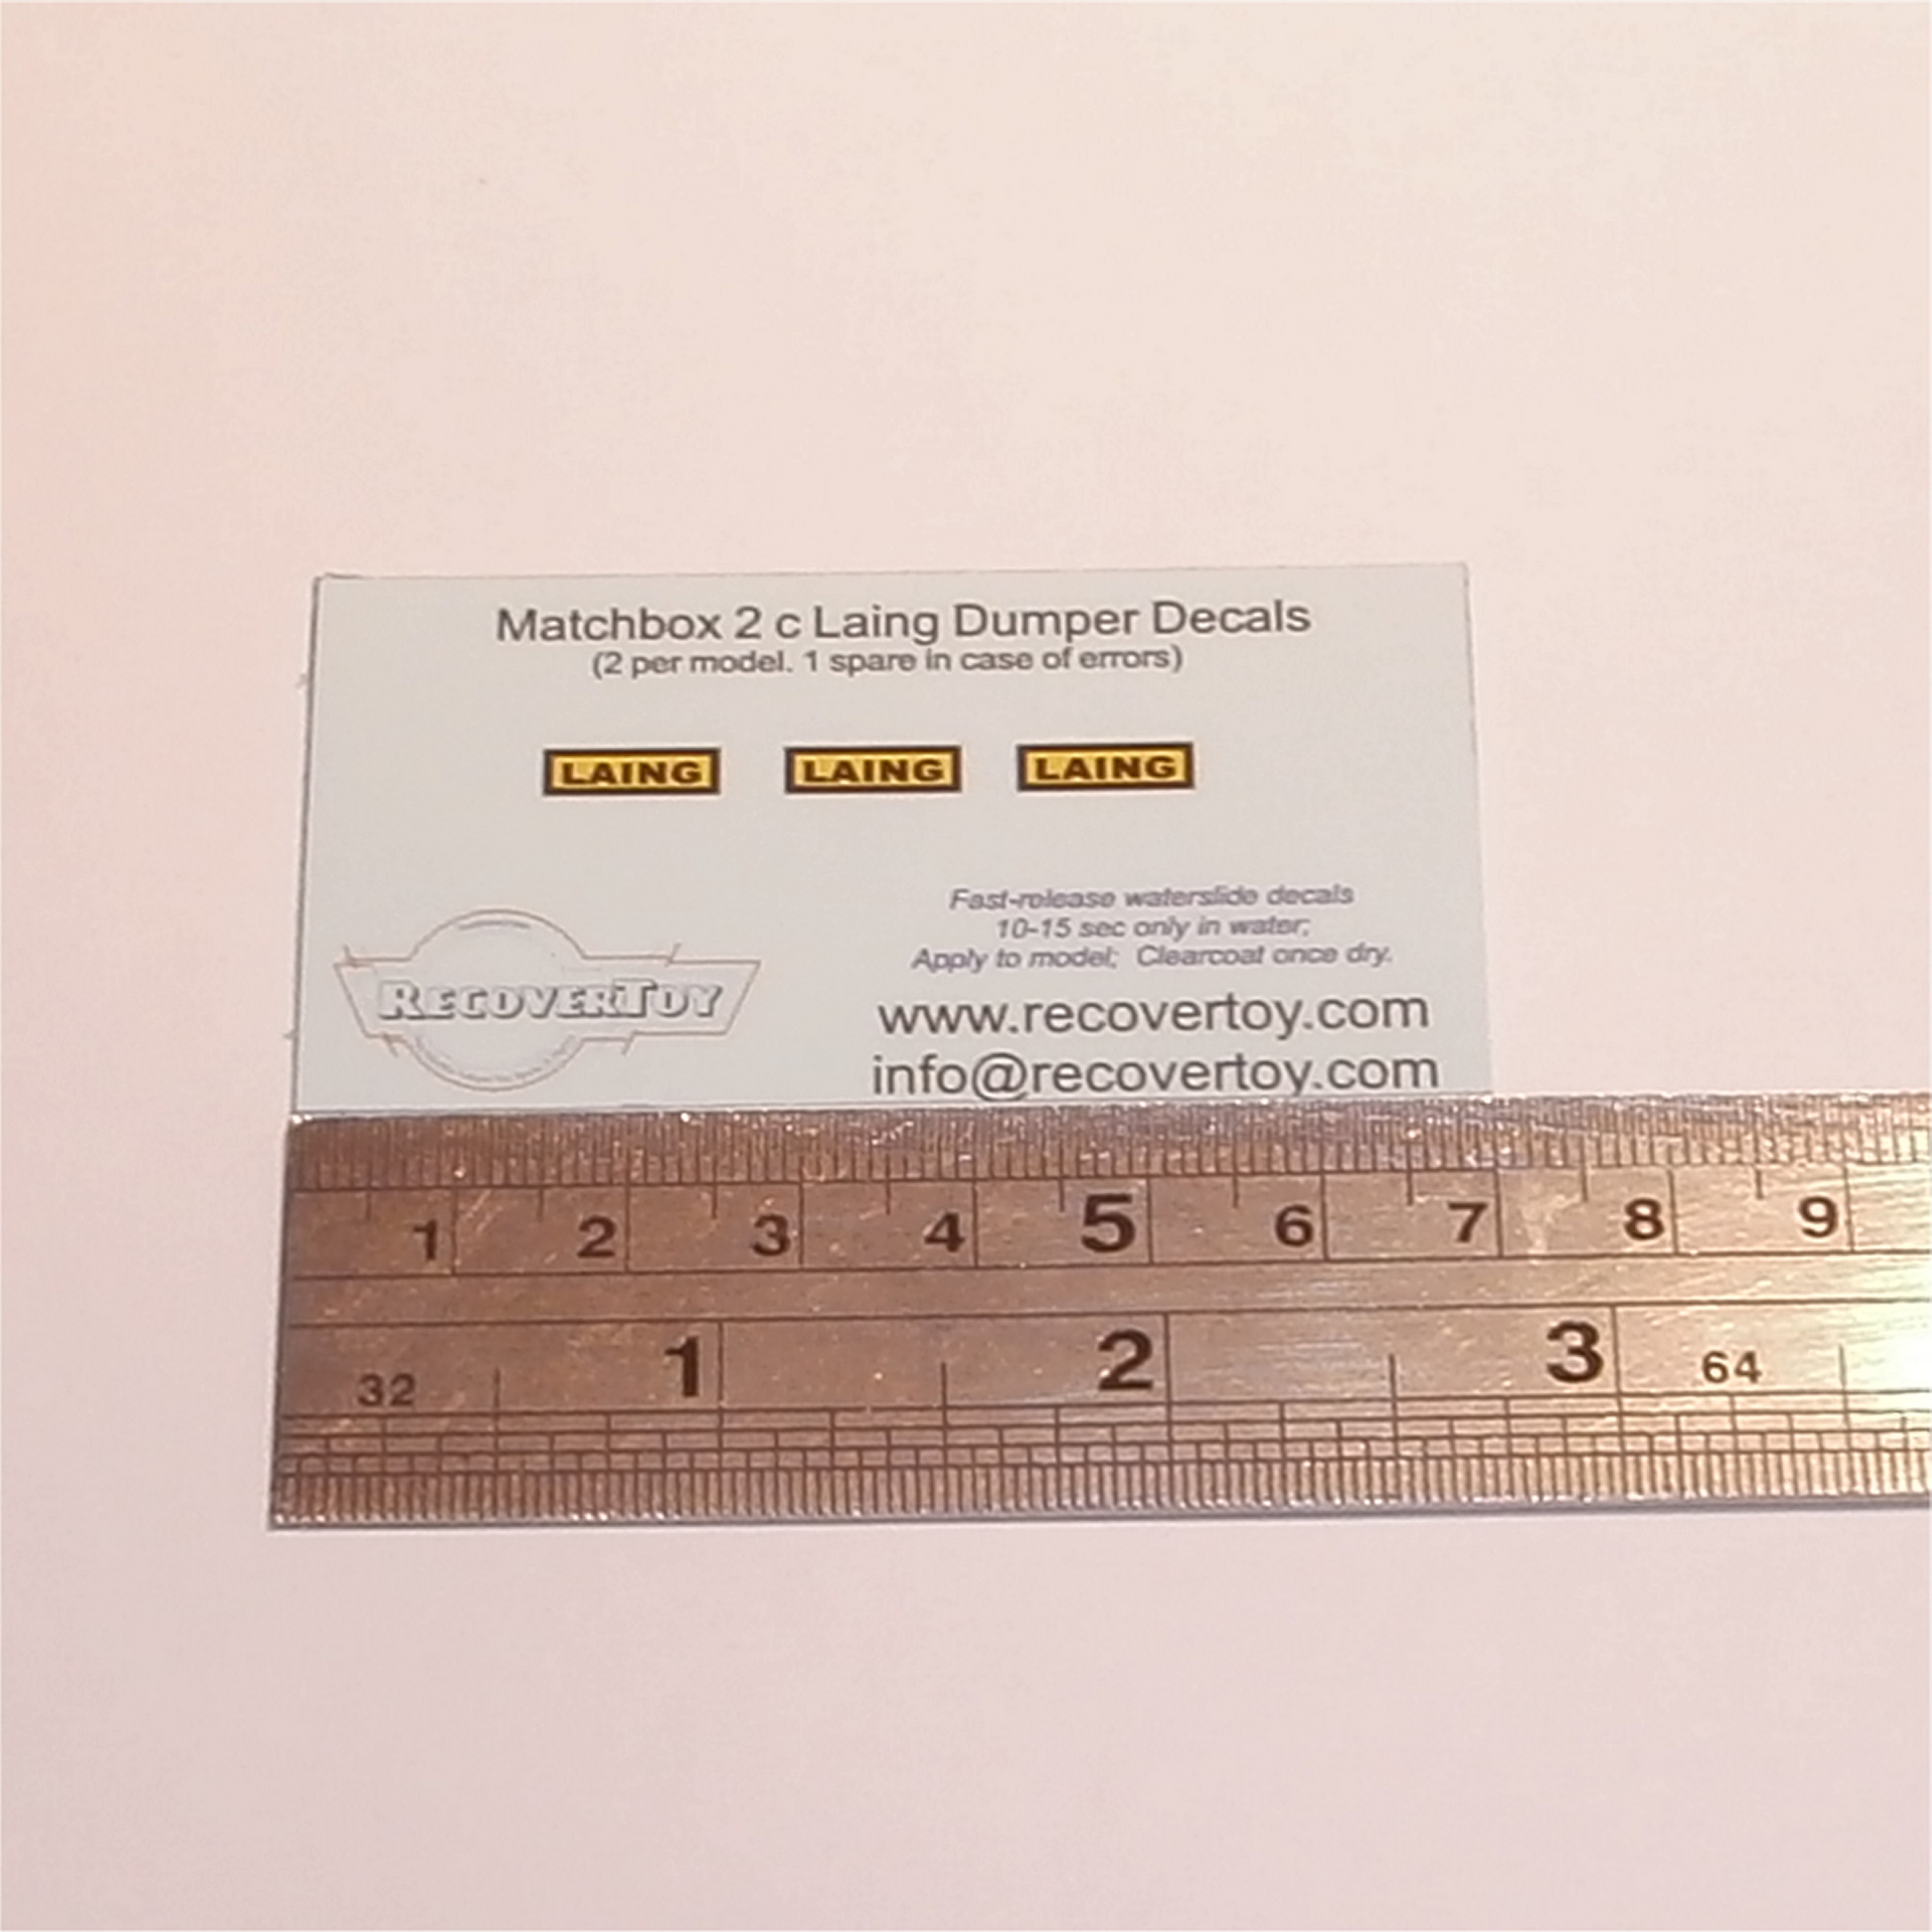 Matchbox 2 c Laing Dumper Decals
(2 per model. 1 spare in case of errors)
LAING LAING LAING
Fast-release waterslide decals
10-15 sec only in water;
Apply to model; Clearcoat once dry.
RECOVERTOY
www.recovertoy.com
info@recovertoy.com
1 2 3 4 5 6 7 8 9
1 2 3
32 64